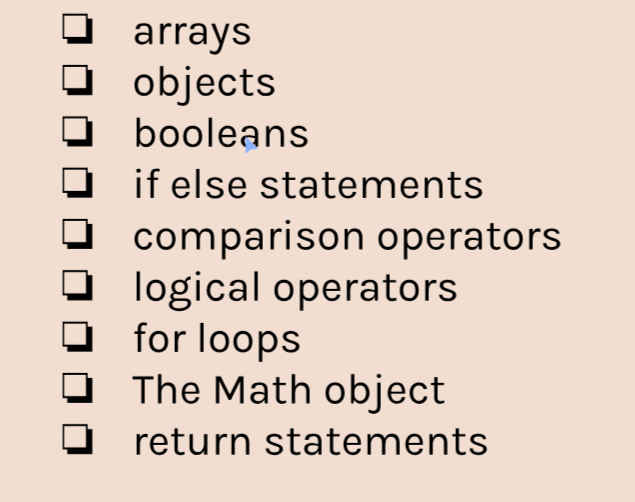 ❏ arrays
❏ objects
❏ booleans
❏ if else statements
❏ comparison operators
❏ logical operators
❏ for loops
❏ The Math object
❏ return statements